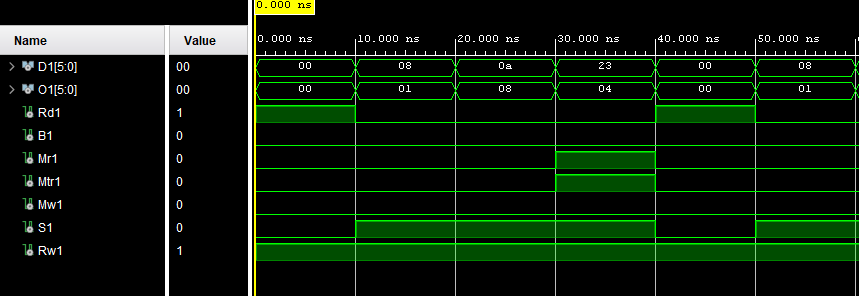 0.000 ns
Name Value 0.000 ns 10.000 ns 20.000 ns 30.000 ns 40.000 ns 50.000 ns
D1[5:0] 00 00 08 0a 23 00 08
O1[5:0] 00 00 01 08 04 00 01
Rd1 1
B1 0
Mr1 0
Mtr1 0
Mw1 0
S1 0
Rw1 1